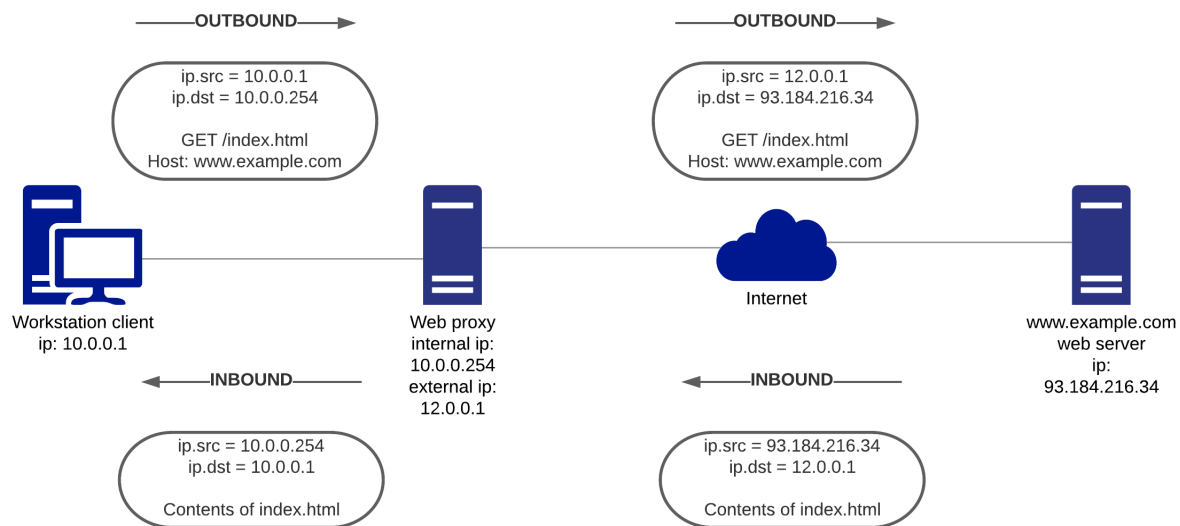 OUTBOUND
OUTBOUND
ip.src = 10.0.0.1
ip.dst = 10.0.0.254
GET /index.html
Host: www.example.com
ip.src = 12.0.0.1
ip.dst = 93.184.216.34
GET /index.html
Host: www.example.com
Workstation client
ip: 10.0.0.1
Web proxy
internal ip:
10.0.0.254
external ip:
12.0.0.1
Internet
www.example.com
web server
ip:
93.184.216.34
INBOUND
INBOUND
ip.src = 10.0.0.254
ip.dst = 10.0.0.1
Contents of index.html
ip.src = 93.184.216.34
ip.dst = 12.0.0.1
Contents of index.html